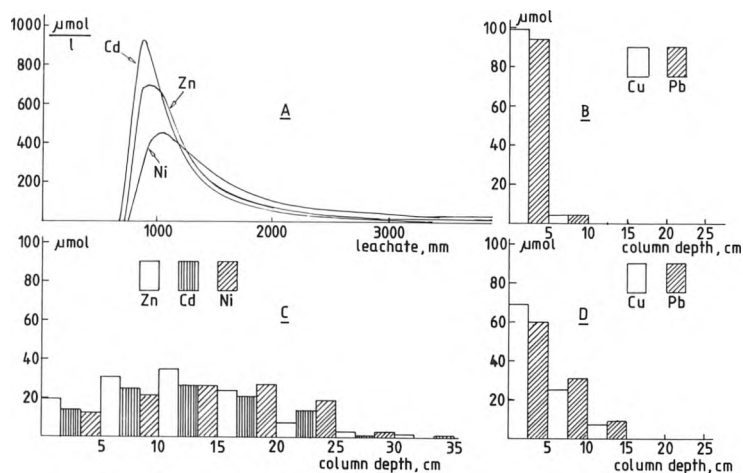 1000
800
600
400
200
µmol
l
Cd
Zn
Ni
A
1000
2000
3000
leachate, mm
µmol
100
80
60
40
20
Cu
Pb
B
5
10
15
20
25
column depth, cm
µmol
100
80
60
40
20
Zn
Cd
Ni
C
5
10
15
20
25
30
35
column depth, cm
µmol
100
80
60
40
20
Cu
Pb
D
5
10
15
20
25
column depth, cm